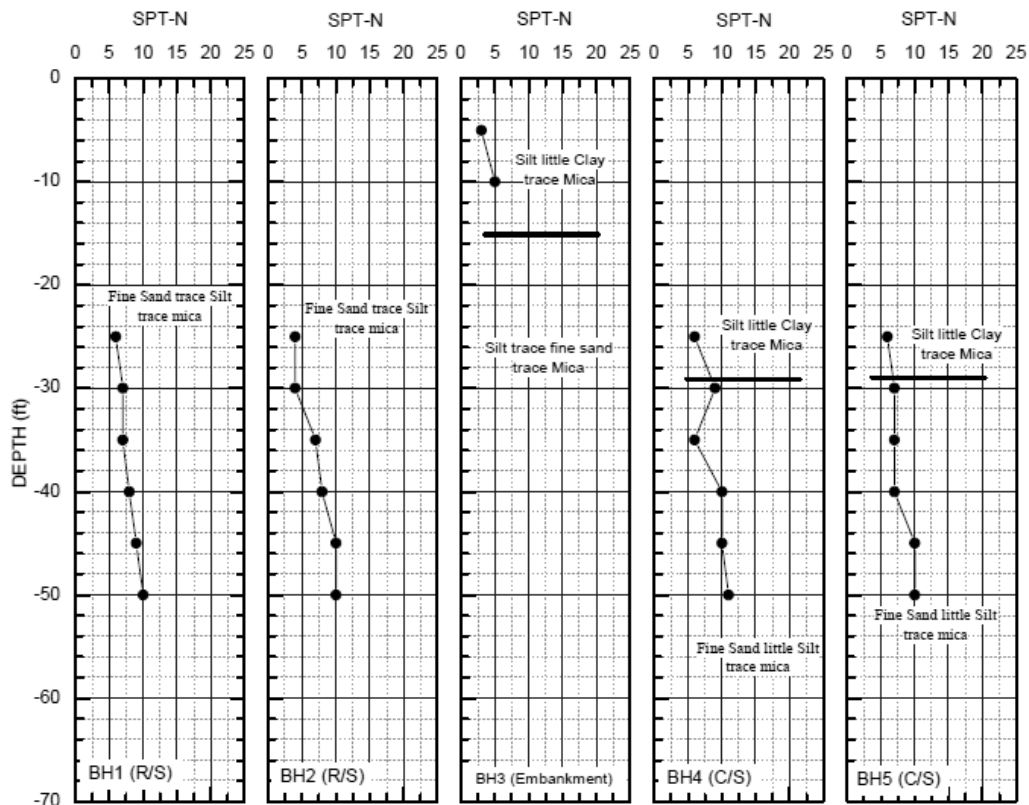 SPT-N SPT-N SPT-N SPT-N SPT-N
0 5 10 15 20 25 0 5 10 15 20 25 0 5 10 15 20 25 0 5 10 15 20 25 0 5 10 15 20 25
0
-10
-20
-30
-40
-50
-60
-70
DEPTH (ft)
Fine Sand trace Silt
trace mica
BH1 (R/S)
Fine Sand trace Silt
trace mica
BH2 (R/S)
Silt little Clay
trace Mica
Silt trace fine sand
trace Mica
BH3 (Embankment)
Silt little Clay
trace Mica
Fine Sand little Silt
trace mica
BH4 (C/S)
Silt little Clay
trace Mica
Fine Sand little Silt
trace mica
BH5 (C/S)